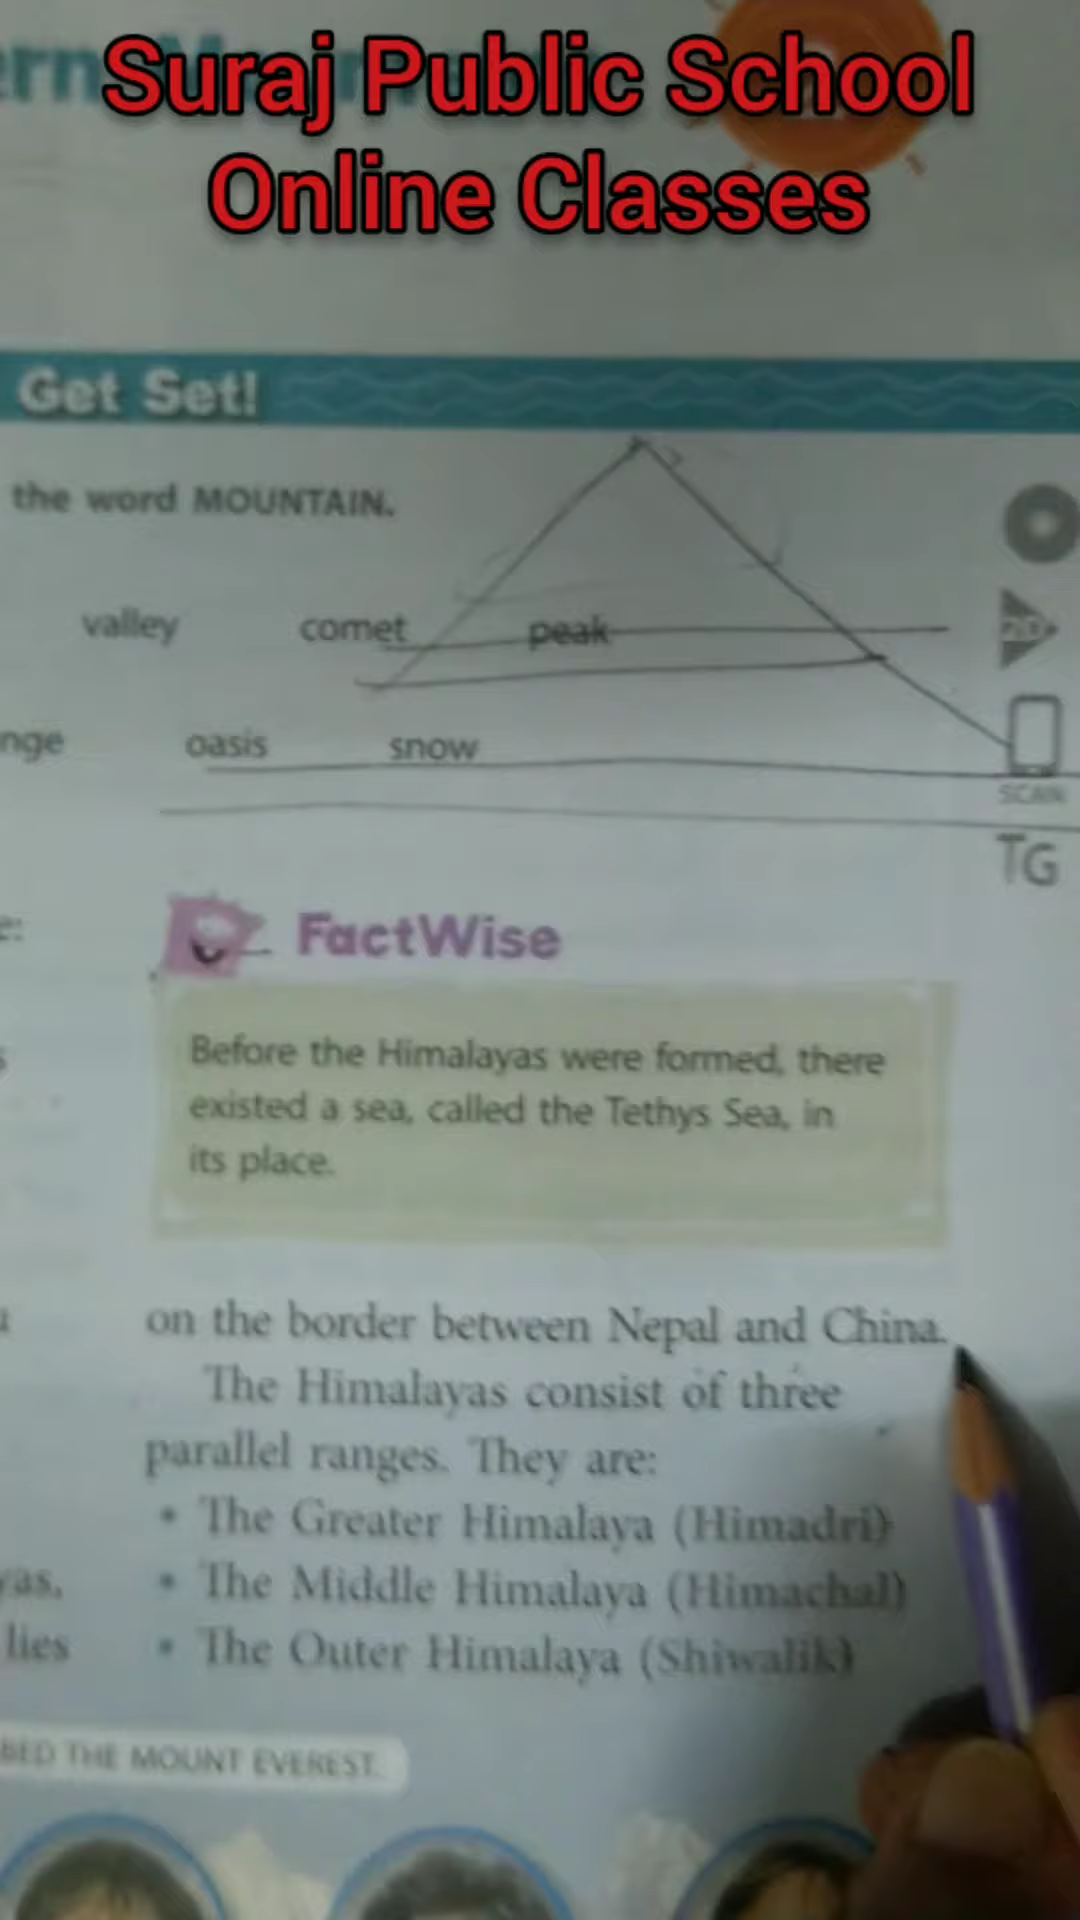 Suraj Public School
Online Classes
Get Set!
the word MOUNTAIN.
valley comet peak
oasis snow
SCAN
TG
FactWise
Before the Himalayas were formed, there
existed a sea, called the Tethys Sea, in
its place.
on the border between Nepal and China.
The Himalayas consist of three
parallel ranges. They are:
• The Greater Himalaya (Himadri)
• The Middle Himalaya (Himachal)
lies • The Outer Himalaya (Shiwalik)
THE MOUNT EVEREST.